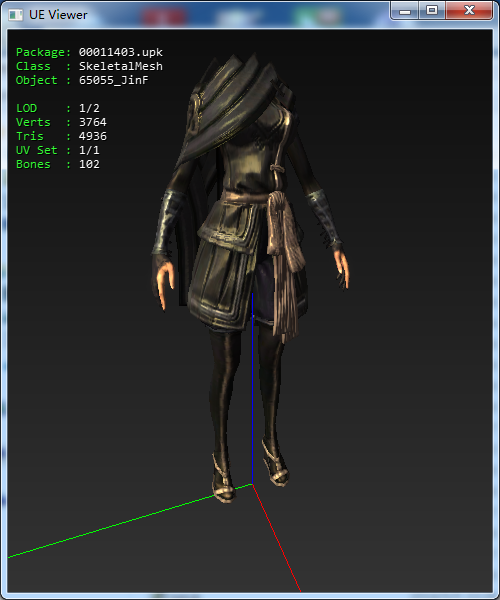 UE Viewer
Package: 00011403.upk
Class : SkeletalMesh
Object : 65055_JinF
LOD : 1/2
Verts : 3764
Tris : 4936
UV Set : 1/1
Bones : 102